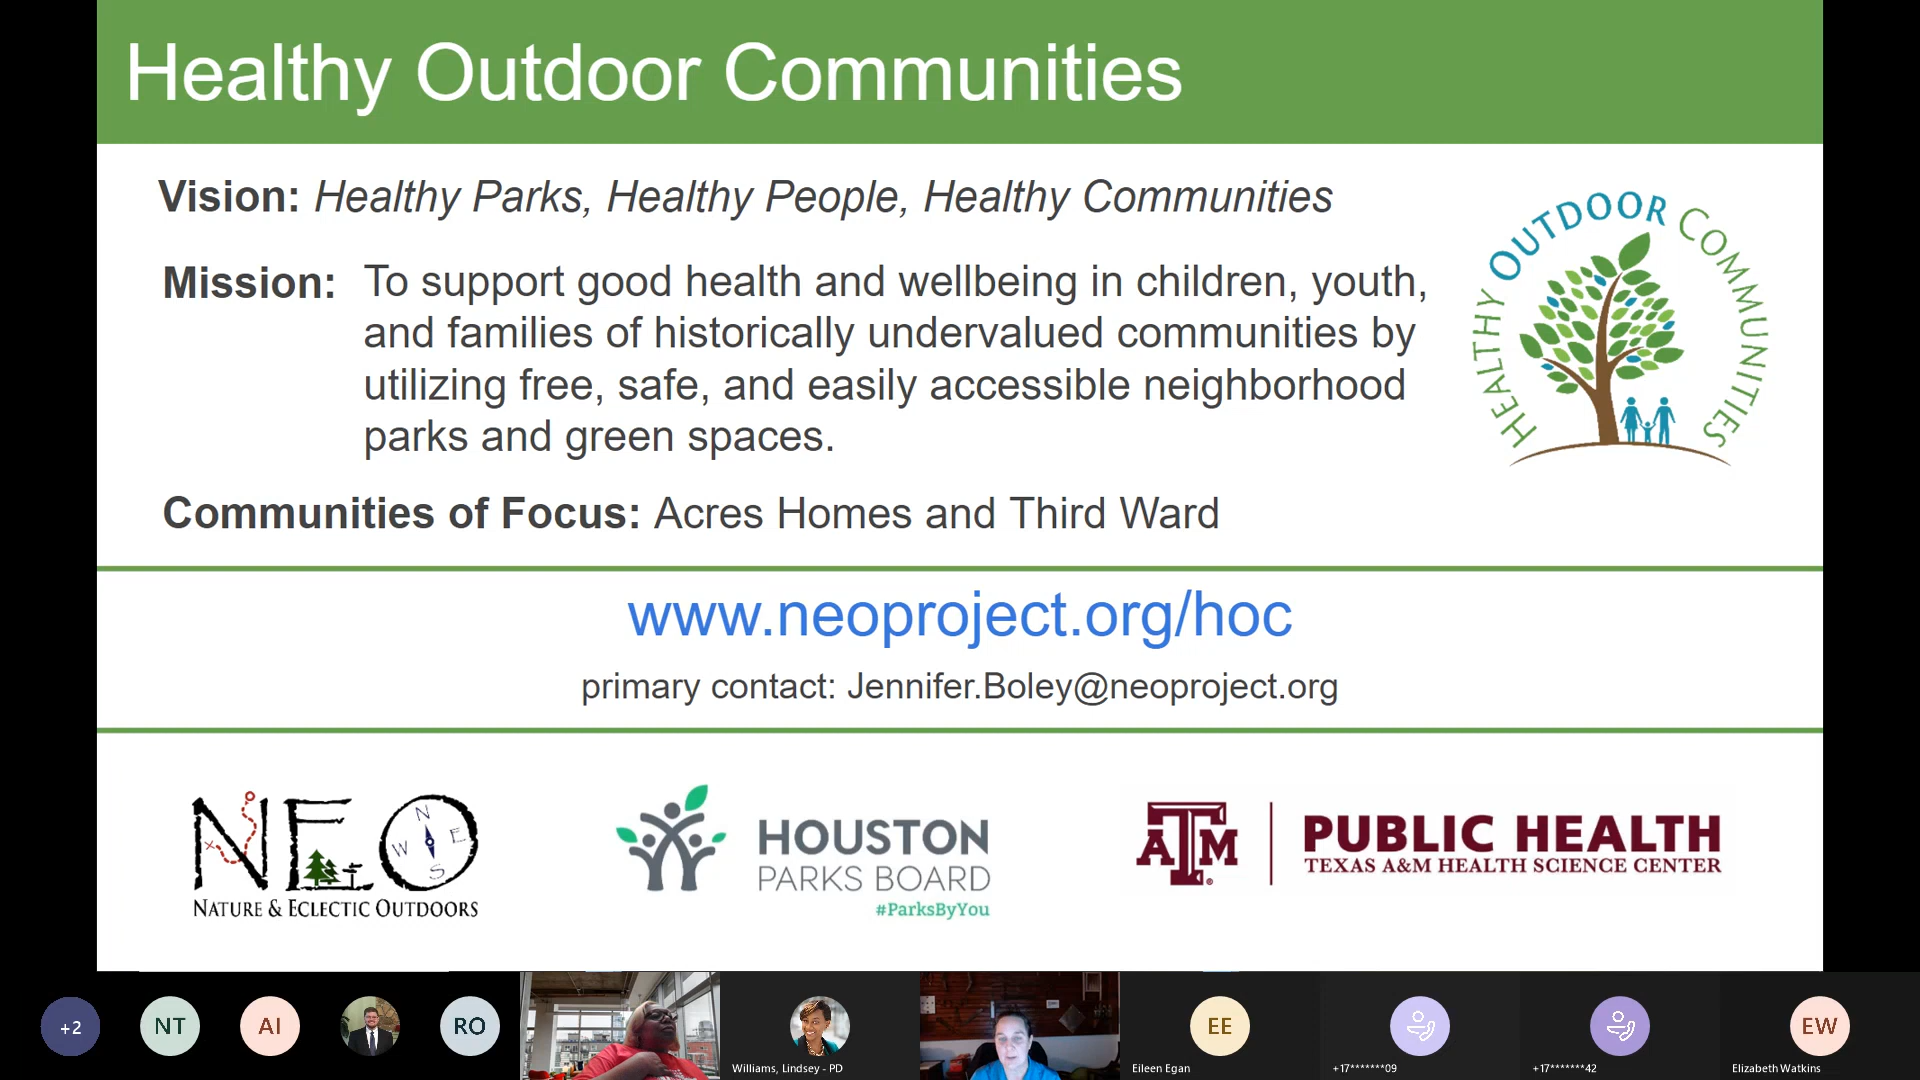 Healthy Outdoor Communities
Vision: Healthy Parks, Healthy People, Healthy Communities
Mission: To support good health and wellbeing in children, youth,
and families of historically undervalued communities by
utilizing free, safe, and easily accessible neighborhood
parks and green spaces.
HEALTHY OUTDOOR COMMUNITIES
Communities of Focus: Acres Homes and Third Ward
www.neoproject.org/hoc
primary contact: Jennifer.Boley@neoproject.org
NEO
N
W E
S
NATURE & ECLECTIC OUTDOORS
HOUSTON
PARKS BOARD
#ParksByYou
ATM
PUBLIC HEALTH
TEXAS A&M HEALTH SCIENCE CENTER
+2
NT
AI
RO
Williams, Lindsey - PD
EE
Eileen Egan
+17*******09
+17*******42
EW
Elizabeth Watkins